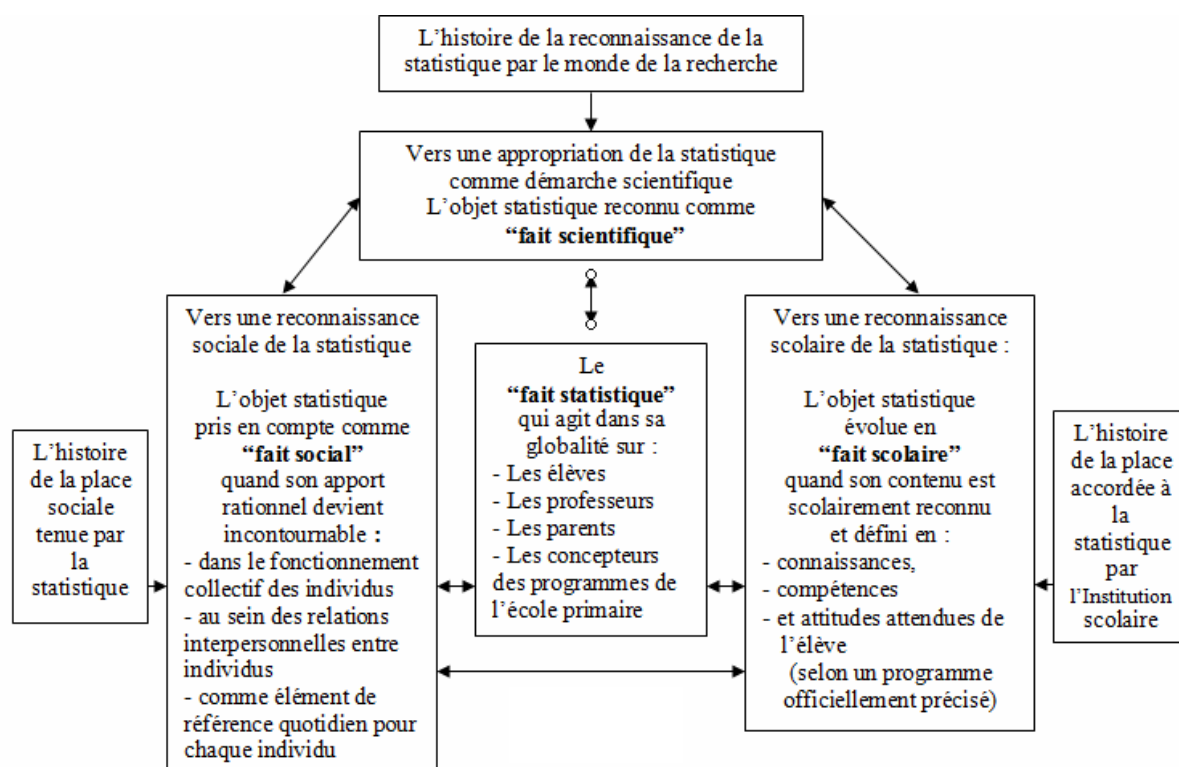 L’histoire de la reconnaissance de la
statistique par le monde de la recherche
Vers une appropriation de la statistique
comme démarche scientifique
L’objet statistique reconnu comme
“fait scientifique”
L’histoire
de la place
sociale
tenue par
la
statistique
Vers une reconnaissance
sociale de la statistique
L’objet statistique
pris en compte comme
“fait social”
quand son apport
rationnel devient
incontournable :
- dans le fonctionnement
collectif des individus
- au sein des relations
interpersonnelles entre
individus
- comme élément de
référence quotidien pour
chaque individu
Le
“fait statistique”
qui agit dans sa
globalité sur :
- Les élèves
- Les professeurs
- Les parents
- Les concepteurs
des programmes de
l’école primaire
Vers une reconnaissance
scolaire de la statistique :
L’objet statistique
évolue en
“fait scolaire”
quand son contenu est
scolairement reconnu
et défini en :
- connaissances,
- compétences
- et attitudes attendues de
l’élève
(selon un programme
officiellement précisé)
L’histoire
de la place
accordée à
la
statistique
par
l’Institution
scolaire